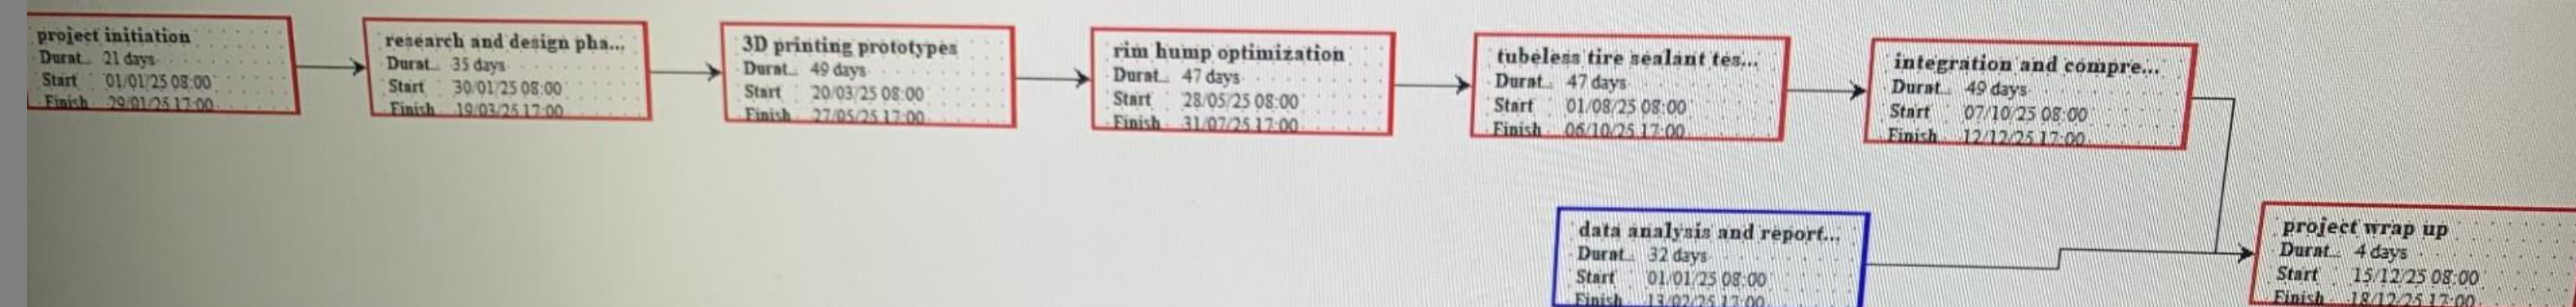 project initiation
Durat... 21 days
Start 01/01/25 08:00
Finish 29/01/25 17:00
research and design pha...
Durat... 35 days
Start 30/01/25 08:00
Finish 19/03/25 17:00
3D printing prototypes
Durat... 49 days
Start 20/03/25 08:00
Finish 27/05/25 17:00
rim hump optimization
Durat... 47 days
Start 28/05/25 08:00
Finish 31/07/25 17:00
tubeless tire sealant tes...
Durat... 47 days
Start 01/08/25 08:00
Finish 06/10/25 17:00
integration and compre...
Durat... 49 days
Start 07/10/25 08:00
Finish 12/12/25 17:00
data analysis and report...
Durat... 32 days
Start 01/01/25 08:00
Finish 13/02/25 17:00
project wrap up
Durat... 4 days
Start 15/12/25 08:00
Finish 18/12/25 17:00